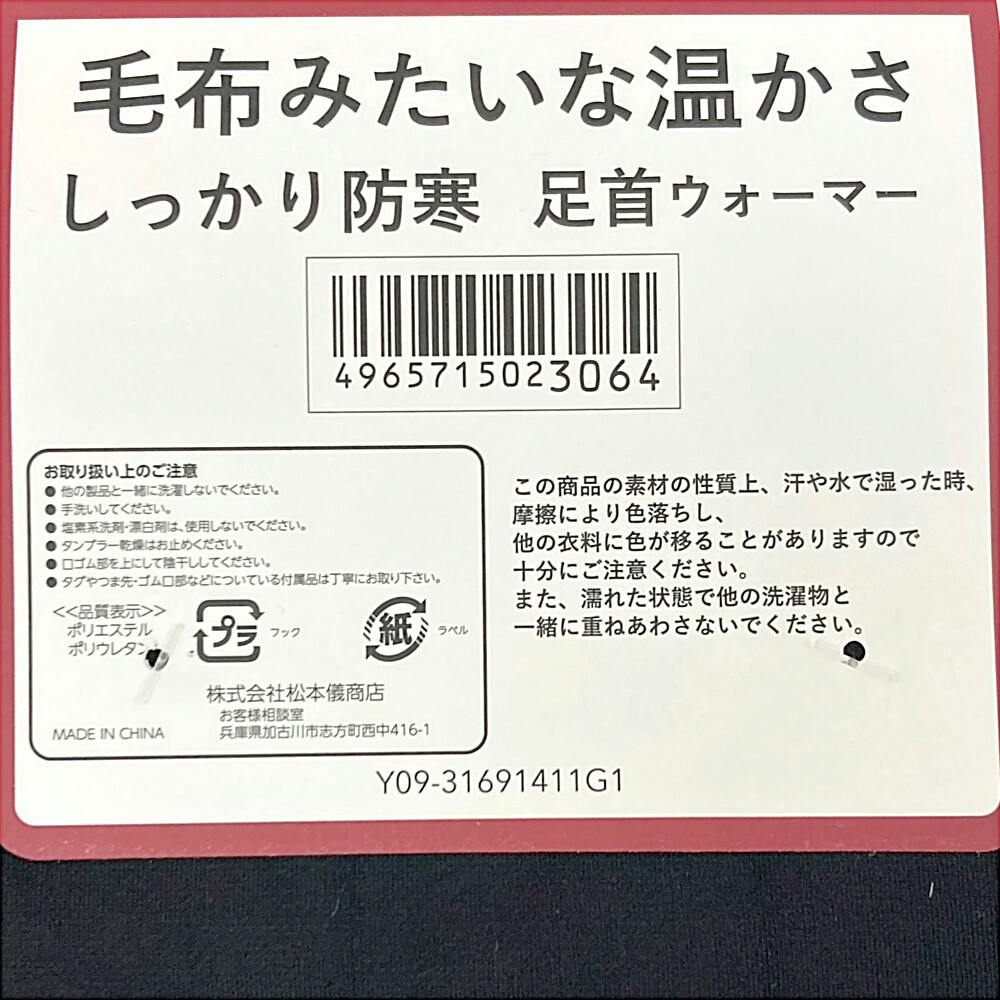 毛布みたいな温かさ
しっかり防寒 足首ウォーマー
4965715023064
お取り扱い上のご注意
● 他の製品と一緒に洗濯しないでください。
● 手洗いしてください。
● 塩素系洗剤・漂白剤は、使用しないでください。
● タンブラー乾燥はお止めください。
● 口ゴム部を上にして陰干ししてください。
● タグやつま先・ゴム口部などについている付属品は丁寧にお取り下さい。
<<品質表示>>
ポリエステル
ポリウレタン
プラ フック
紙 ラベル
株式会社松本儀商店
お客様相談室
兵庫県加古川市志方町西中416-1
MADE IN CHINA
この商品の素材の性質上、汗や水で湿った時、
摩擦により色落ちし、
他の衣料に色が移ることがありますので
十分にご注意ください。
また、濡れた状態で他の洗濯物と
一緒に重ねあわさないでください。
Y09-31691411G1